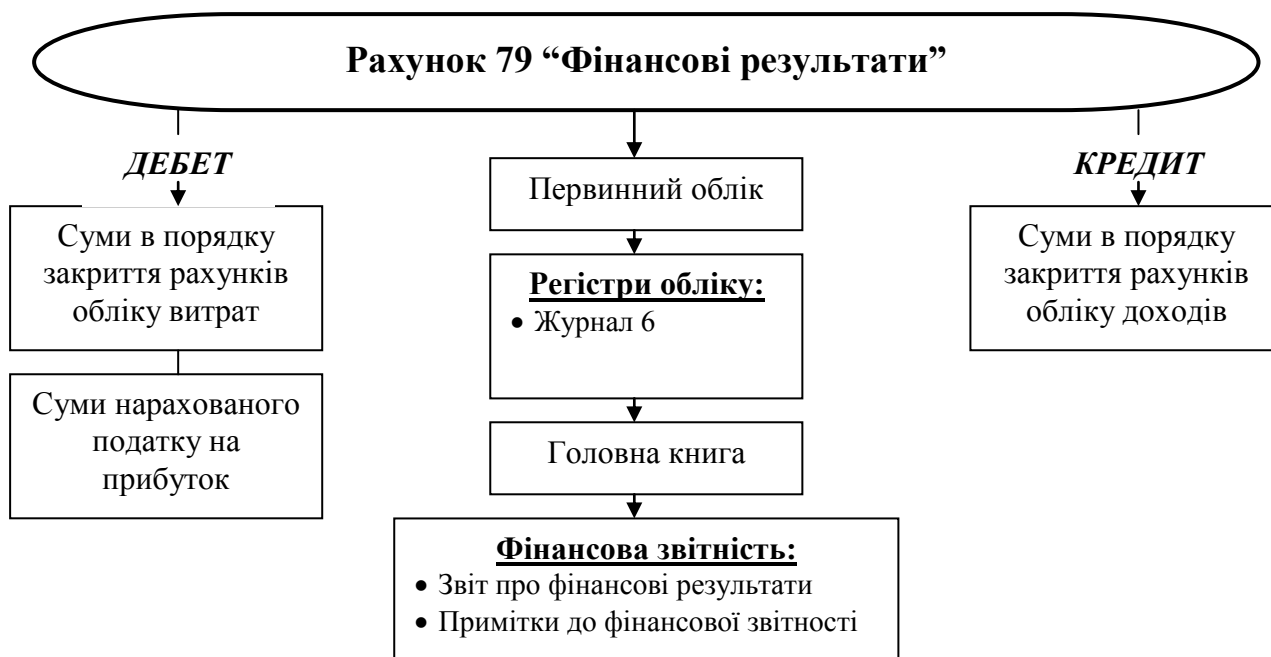 Рахунок 79 “Фінансові результати”
ДЕБЕТ
Суми в порядку
закриття рахунків
обліку витрат
Суми нарахованого
податку на
прибуток
Первинний облік
Регістри обліку:
• Журнал 6
Головна книга
Фінансова звітність:
• Звіт про фінансові результати
• Примітки до фінансової звітності
КРЕДИТ
Суми в порядку
закриття рахунків
обліку доходів